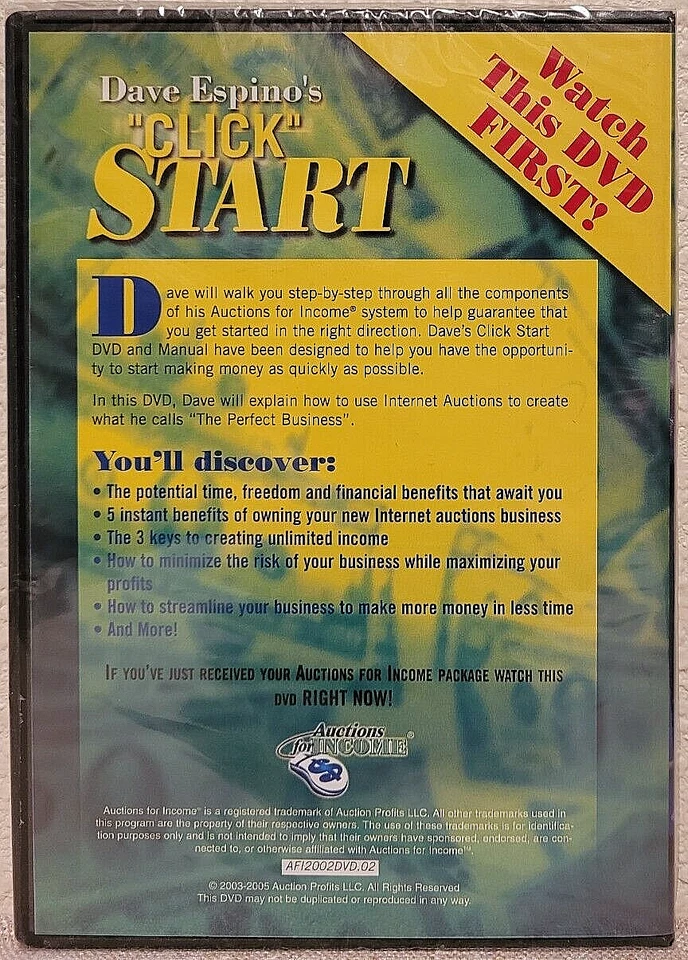 Dave Espino's
"CLICK"
START
Watch
This DVD
FIRST!
Dave will walk you step-by-step through all the components
of his Auctions for Income® system to help guarantee that
you get started in the right direction. Dave's Click Start
DVD and Manual have been designed to help you have the opportuni-
ty to start making money as quickly as possible.
In this DVD, Dave will explain how to use Internet Auctions to create
what he calls “The Perfect Business”.
You'll discover:
• The potential time, freedom and financial benefits that await you
• 5 instant benefits of owning your new Internet auctions business
• The 3 keys to creating unlimited income
• How to minimize the risk of your business while maximizing your
profits
• How to streamline your business to make more money in less time
• And More!
IF YOU'VE JUST RECEIVED YOUR AUCTIONS FOR INCOME PACKAGE WATCH THIS
DVD RIGHT NOW!
Auctions
for INCOME®
$
Auctions for Income® is a registered trademark of Auction Profits LLC. All other trademarks used in
this program are the property of their respective owners. The use of these trademarks is for identifica-
tion purposes only and is not intended to imply that their owners have sponsored, endorsed, are con-
nected to, or otherwise affiliated with Auctions for Income™.
AFI2002DVD.02
© 2003-2005 Auction Profits LLC. All Rights Reserved
This DVD may not be duplicated or reproduced in any way.